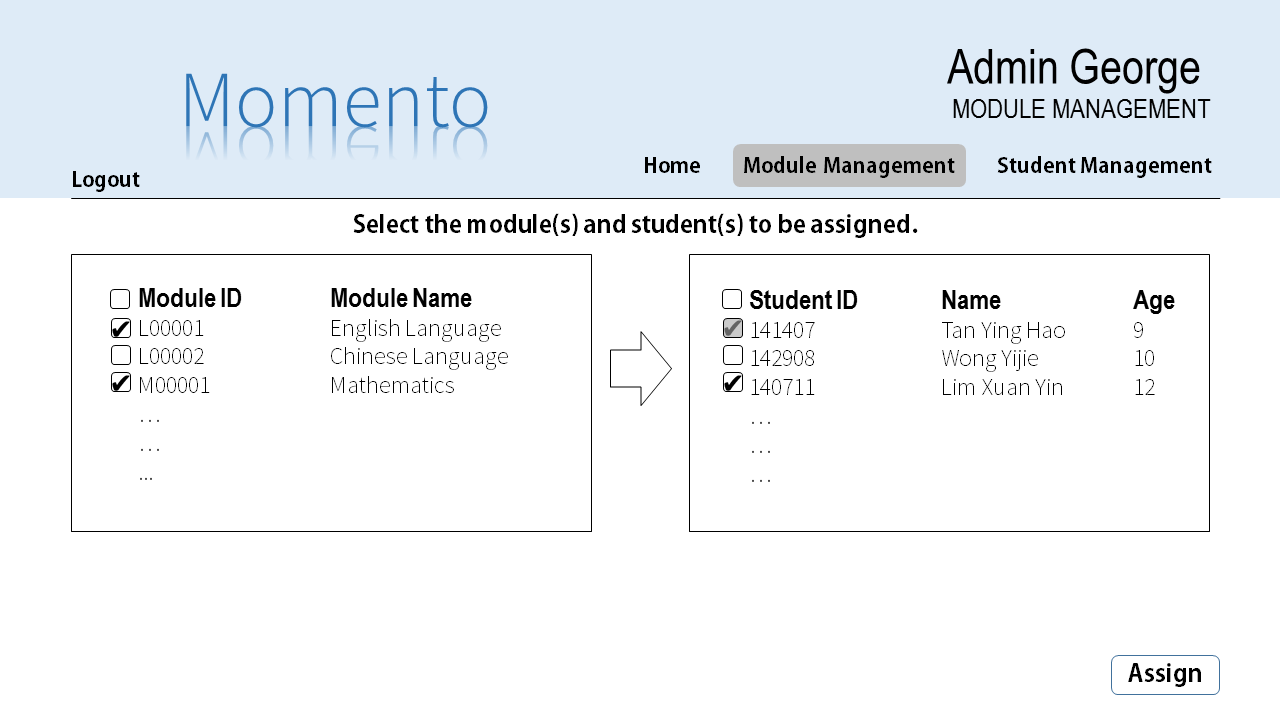 Momento
Admin George
MODULE MANAGEMENT
Logout
Home Module Management Student Management
Select the module(s) and student(s) to be assigned.
Module ID Module Name
L00001 English Language
L00002 Chinese Language
M00001 Mathematics
…
…
...
Student ID Name Age
141407 Tan Ying Hao 9
142908 Wong Yijie 10
140711 Lim Xuan Yin 12
…
…
…
Assign